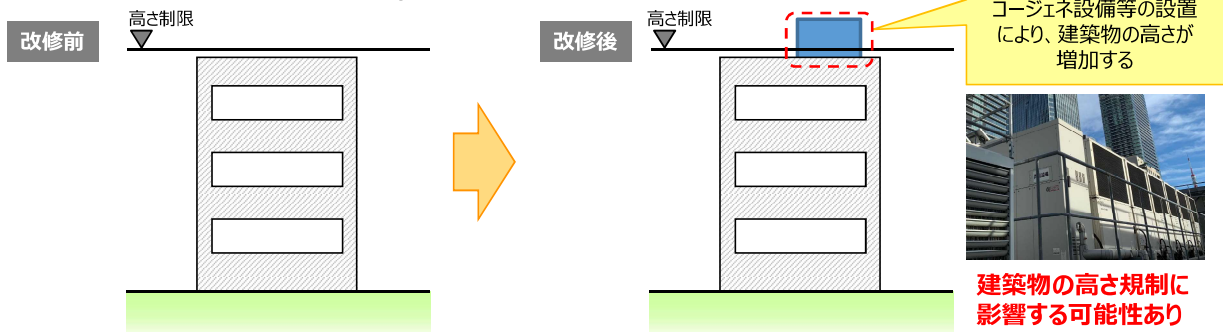 改修前
高さ制限
改修後
高さ制限
コージェネ設備等の設置
により、建築物の高さが
増加する
建築物の高さ規制に
影響する可能性あり